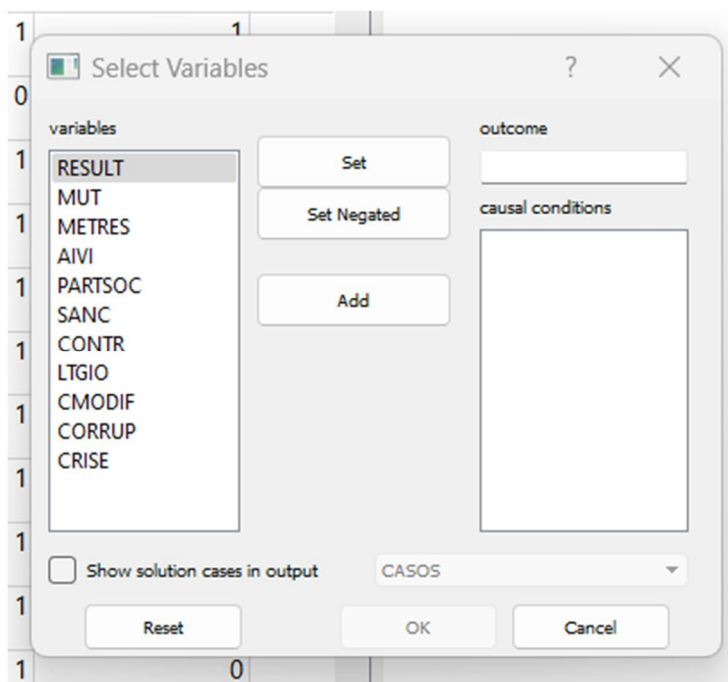 1 1
Select Variables ?
0
variables
outcome
1
RESULT
MUT
METRES
AIVI
PARTSOC
SANC
CONTR
LTGIO
CMODIF
CORRUP
CRISE
Set
Set Negated
Add
causal conditions
1
1
1
1
1
1
1
Show solution cases in output
CASOS
1
Reset
OK
Cancel
1 0